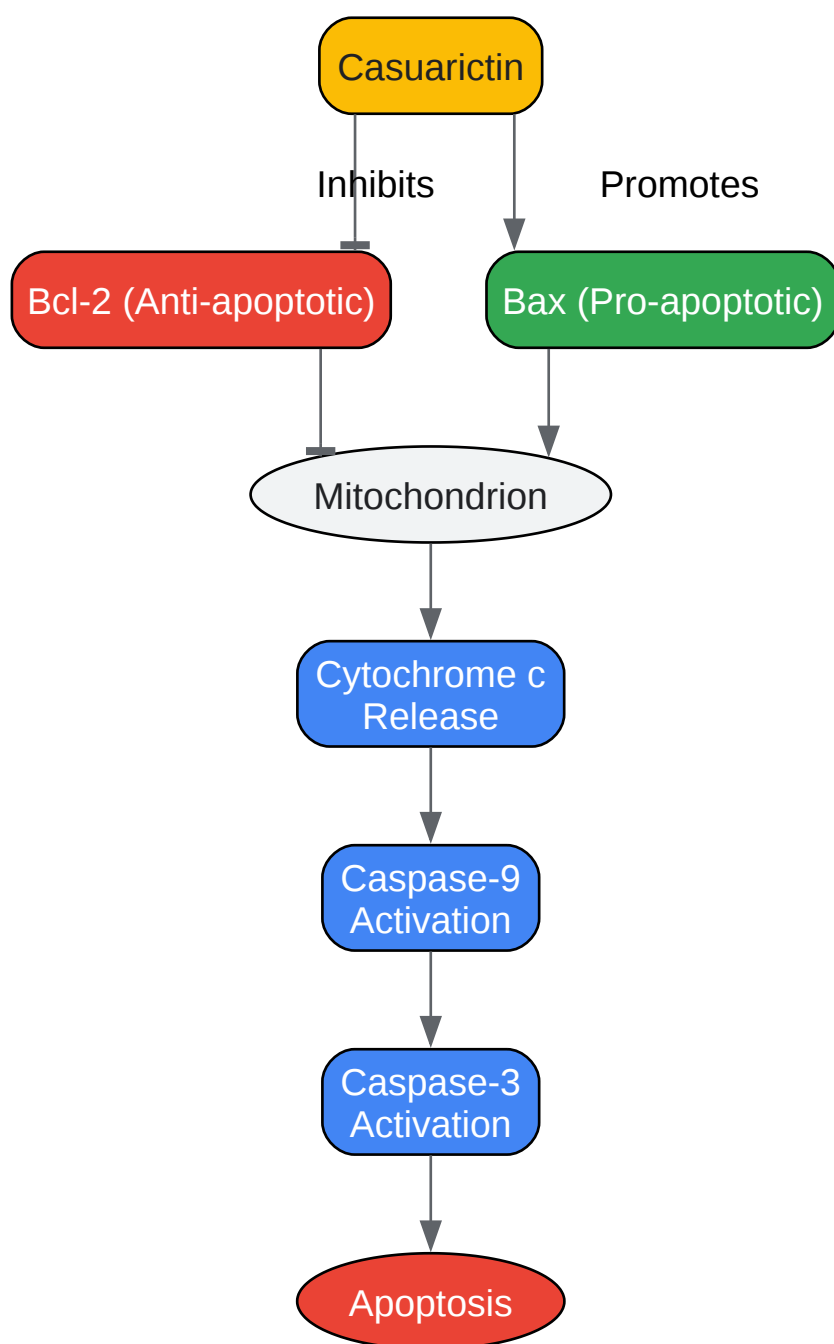 Casuarictin
Inhibits
Promotes
Bcl-2 (Anti-apoptotic)
Bax (Pro-apoptotic)
Mitochondrion
Cytochrome c
Release
Caspase-9
Activation
Caspase-3
Activation
Apoptosis